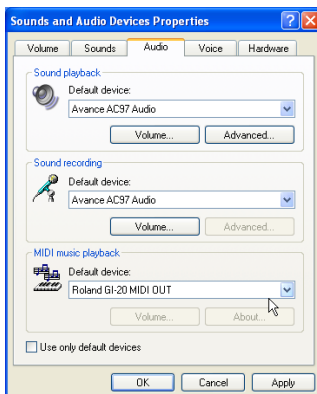 Sounds and Audio Devices Properties
Volume Sounds Audio Voice Hardware
Sound playback
Default device:
Avance AC97 Audio
Volume... Advanced...
Sound recording
Default device:
Avance AC97 Audio
Volume... Advanced...
MIDI music playback
Default device:
Roland GI-20 MIDI OUT
Volume... About...
Use only default devices
OK Cancel Apply